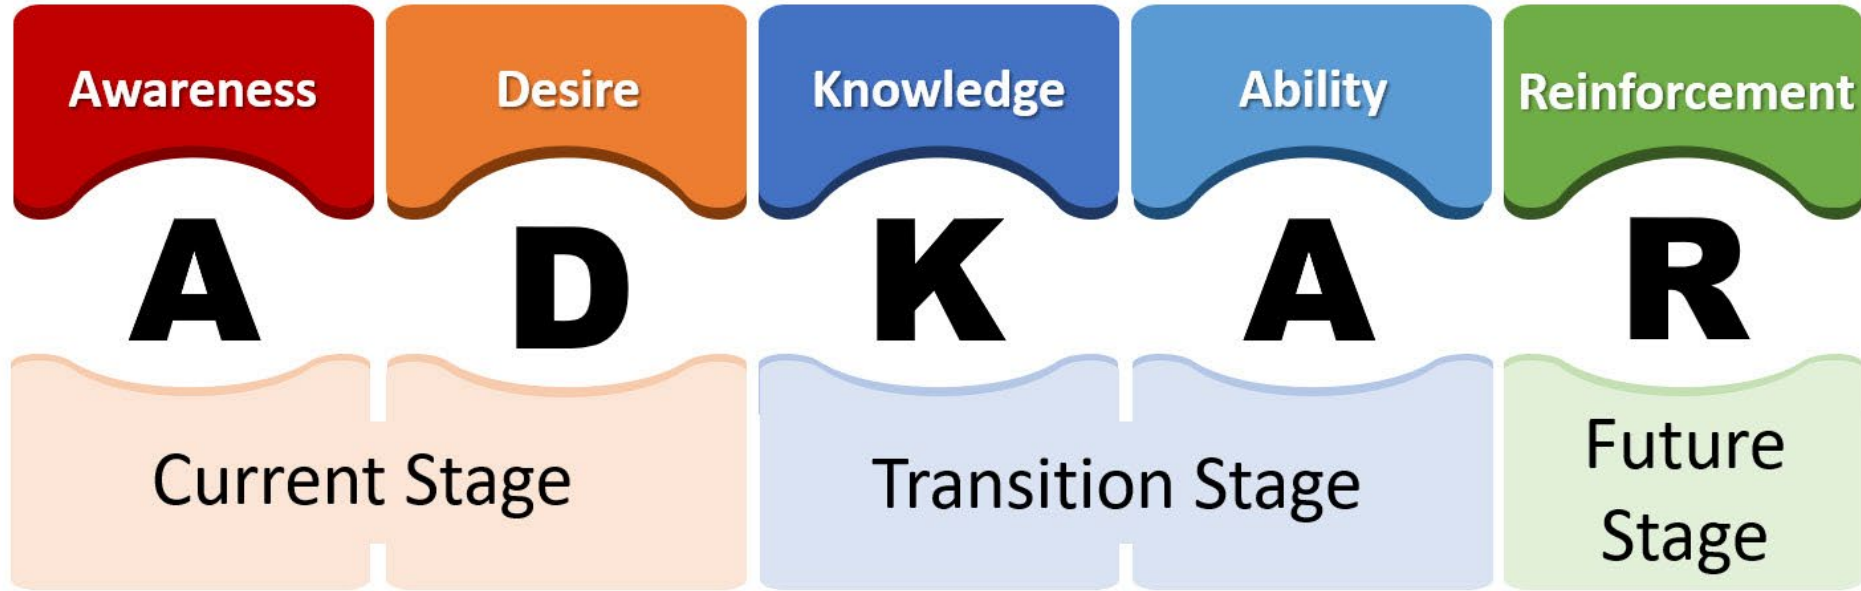 Awareness
Desire
Knowledge
Ability
Reinforcement
A
D
K
A
R
Current Stage
Transition Stage
Future
Stage